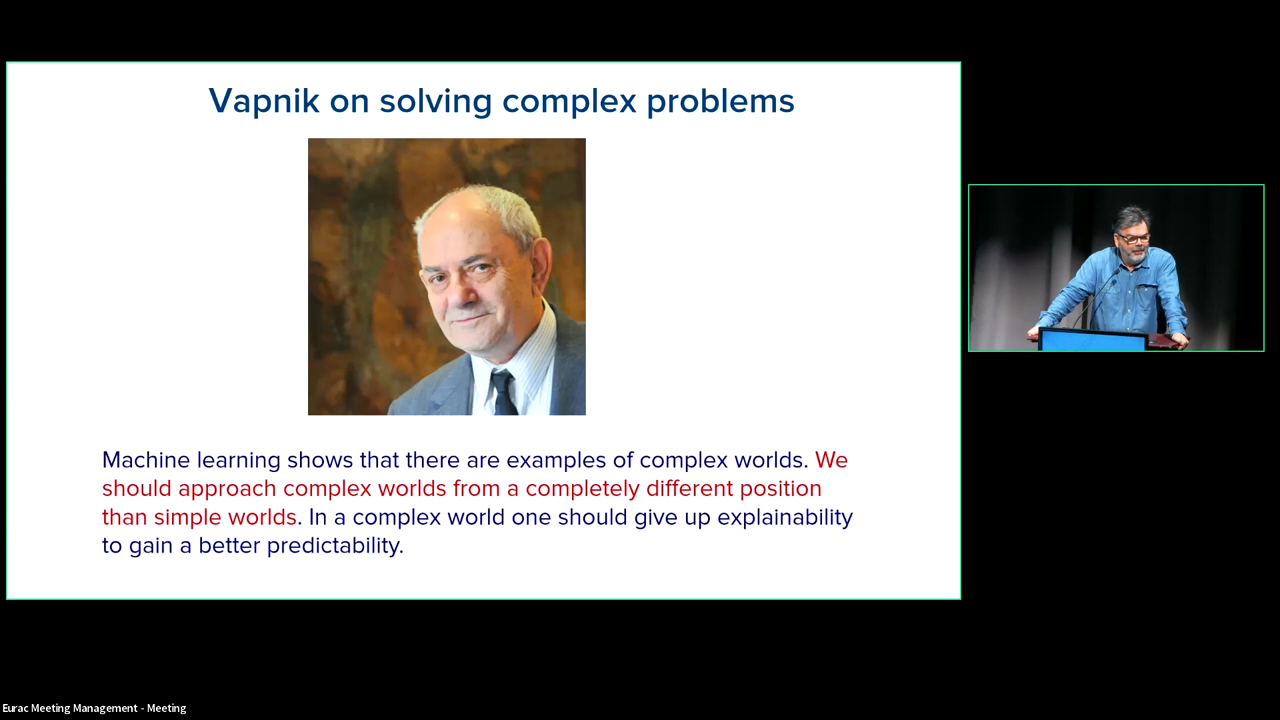 Vapnik on solving complex problems
Machine learning shows that there are examples of complex worlds. We
should approach complex worlds from a completely different position
than simple worlds. In a complex world one should give up explainability
to gain a better predictability.
Eurac Meeting Management - Meeting